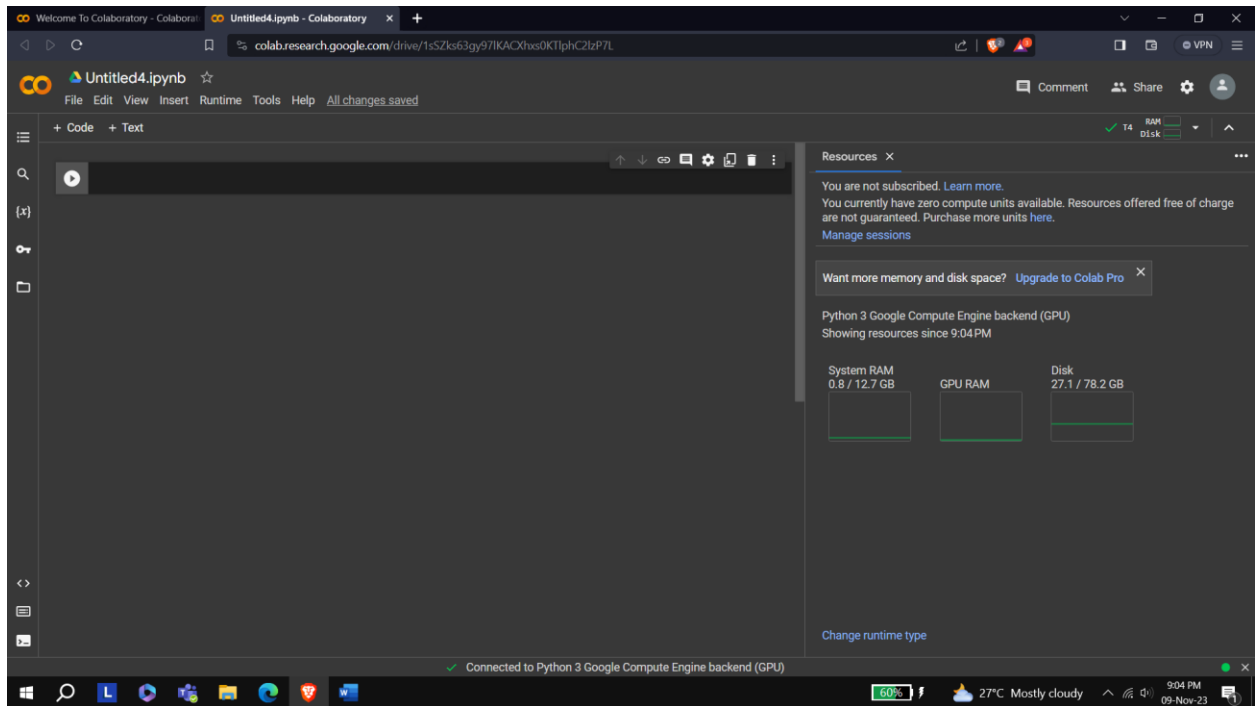 Welcome To Colaboratory - Colaborat
Untitled4.ipynb - Colaboratory
colab.research.google.com/drive/1sSZks63gy97lKACXhxs0KTlphC2lzP7L
VPN
Untitled4.ipynb
File Edit View Insert Runtime Tools Help All changes saved
Comment
Share
+ Code + Text
T4
RAM
Disk
Resources
{x}
You are not subscribed. Learn more.
You currently have zero compute units available. Resources offered free of charge
are not guaranteed. Purchase more units here.
Manage sessions
Want more memory and disk space? Upgrade to Colab Pro
Python 3 Google Compute Engine backend (GPU)
Showing resources since 9:04 PM
System RAM
0.8 / 12.7 GB
GPU RAM
Disk
27.1 / 78.2 GB
Change runtime type
Connected to Python 3 Google Compute Engine backend (GPU)
L
60%
27°C Mostly cloudy
9:04 PM
09-Nov-23